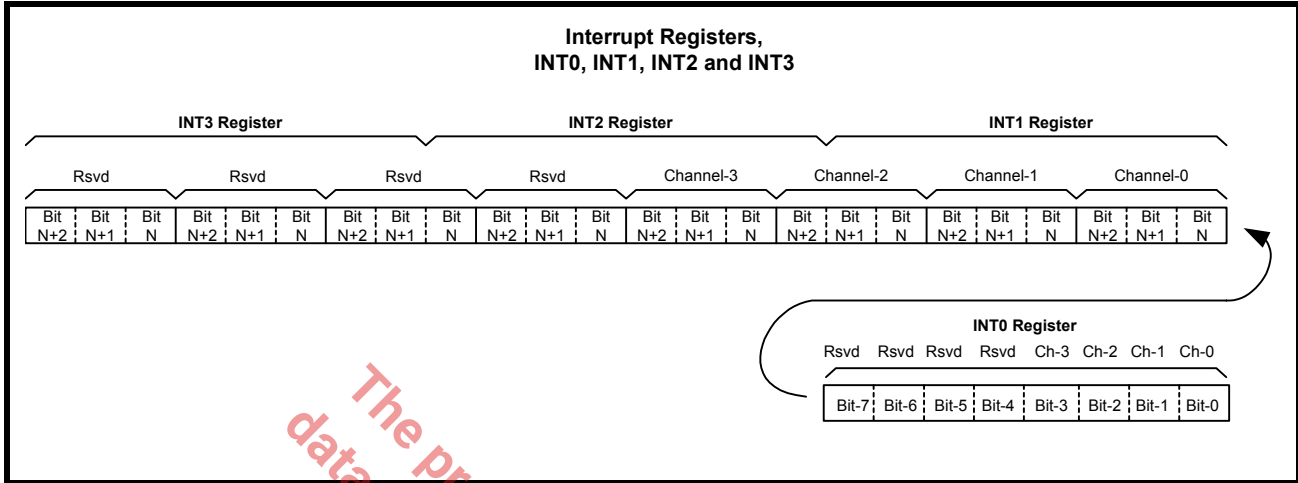 Interrupt Registers,
INT0, INT1, INT2 and INT3
INT3 Register INT2 Register INT1 Register
Rsvd Rsvd Rsvd Rsvd Channel-3 Channel-2 Channel-1 Channel-0
Bit Bit Bit Bit Bit Bit Bit Bit Bit Bit Bit Bit Bit Bit Bit Bit Bit Bit Bit Bit Bit Bit Bit Bit
N+2 N+1 N N+2 N+1 N N+2 N+1 N N+2 N+1 N N+2 N+1 N N+2 N+1 N N+2 N+1 N N+2 N+1 N
INT0 Register
Rsvd Rsvd Rsvd Rsvd Ch-3 Ch-2 Ch-1 Ch-0
Bit-7 Bit-6 Bit-5 Bit-4 Bit-3 Bit-2 Bit-1 Bit-0
The